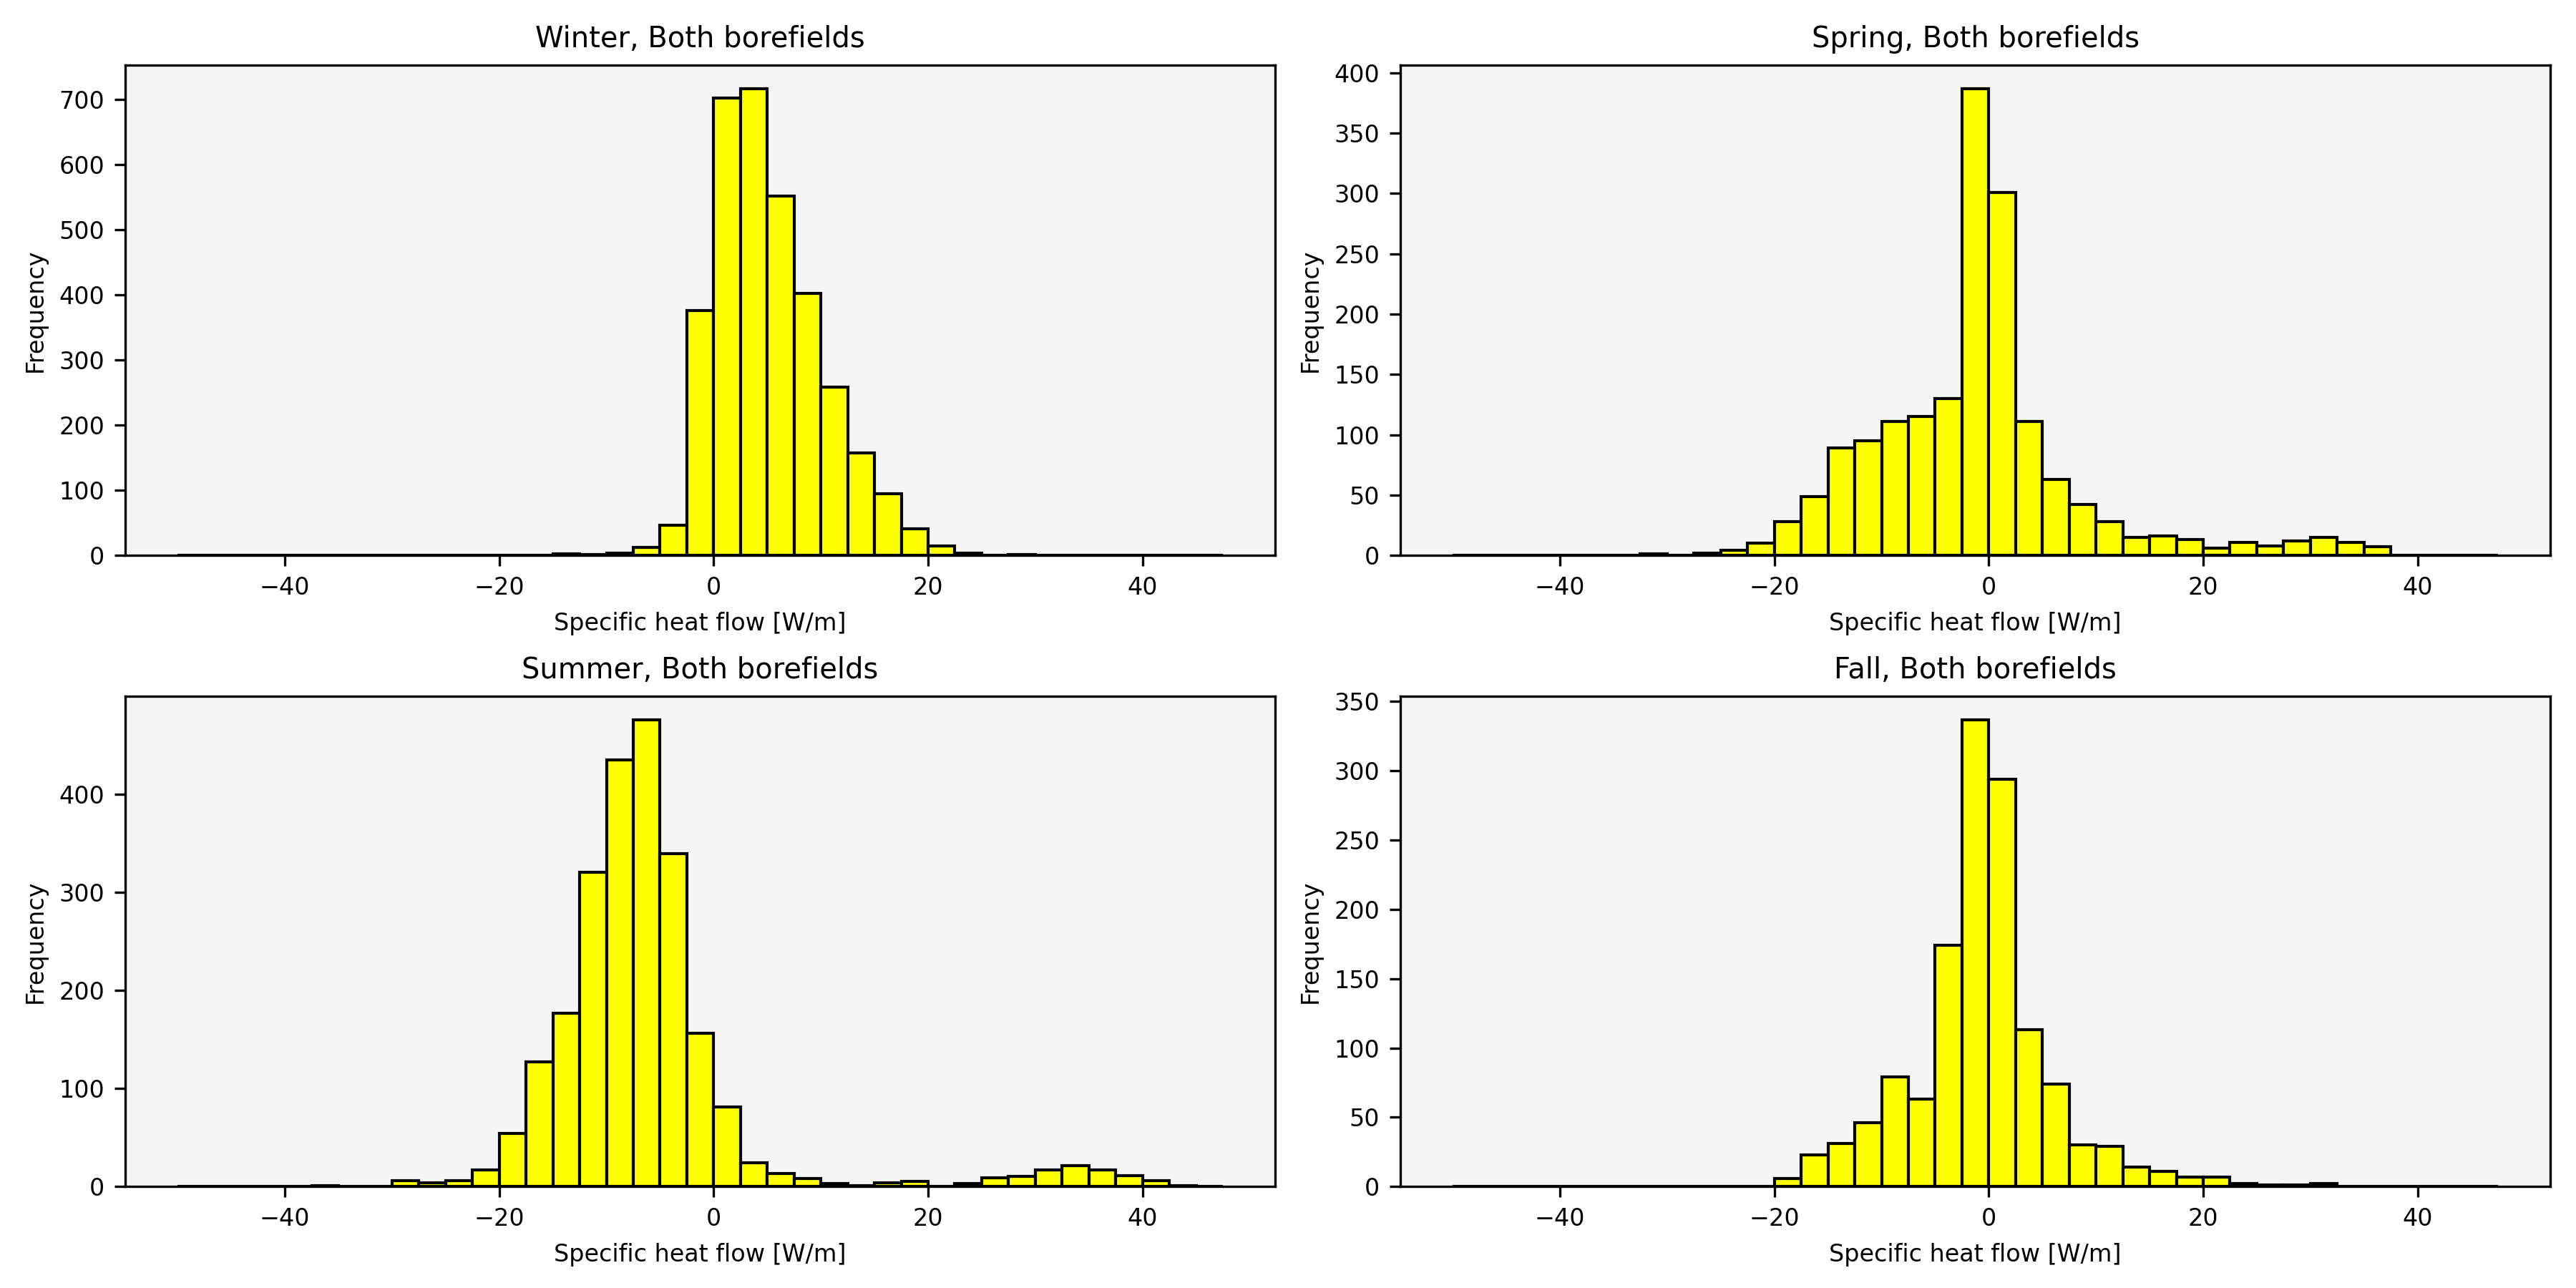 Winter, Both borefields
700
600
500
400
300
200
100
0
Frequency
−40 −20 0 20 40
Specific heat flow [W/m]
Spring, Both borefields
400
350
300
250
200
150
100
50
0
Frequency
−40 −20 0 20 40
Specific heat flow [W/m]
Summer, Both borefields
400
300
200
100
0
Frequency
−40 −20 0 20 40
Specific heat flow [W/m]
Fall, Both borefields
350
300
250
200
150
100
50
0
Frequency
−40 −20 0 20 40
Specific heat flow [W/m]